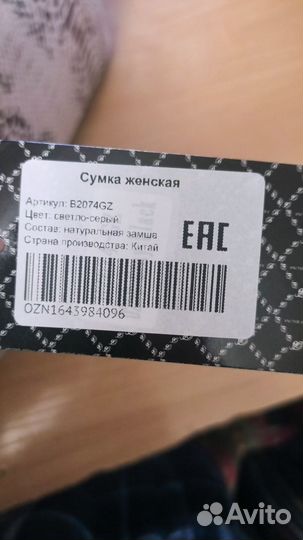 Сумка женская
Артикул: B2074GZ
Цвет: светло-серый
Состав: натуральная замша
Страна производства: Китай
EAC
OZN1643984096
Avito